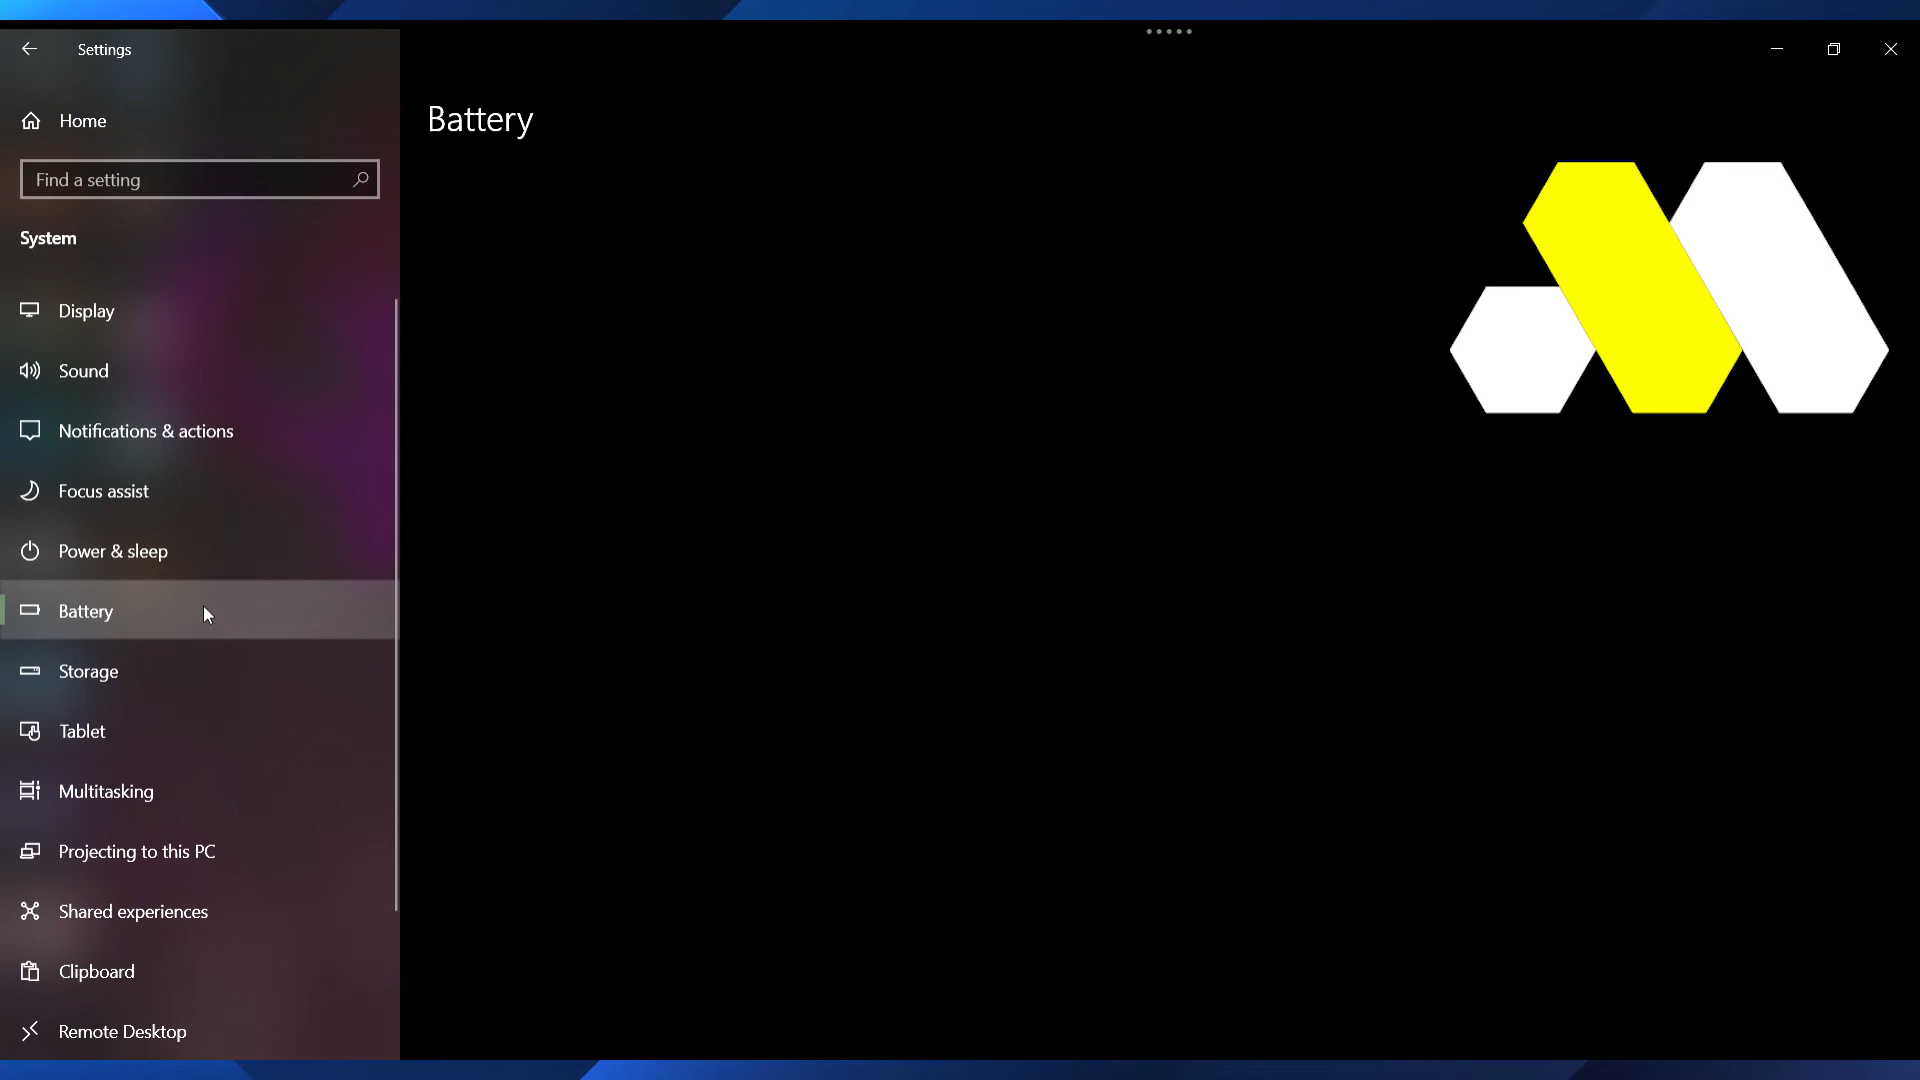 Settings
Home
Find a setting
System
Display
Sound
Notifications & actions
Focus assist
Power & sleep
Battery
Storage
Tablet
Multitasking
Projecting to this PC
Shared experiences
Clipboard
Remote Desktop
Battery